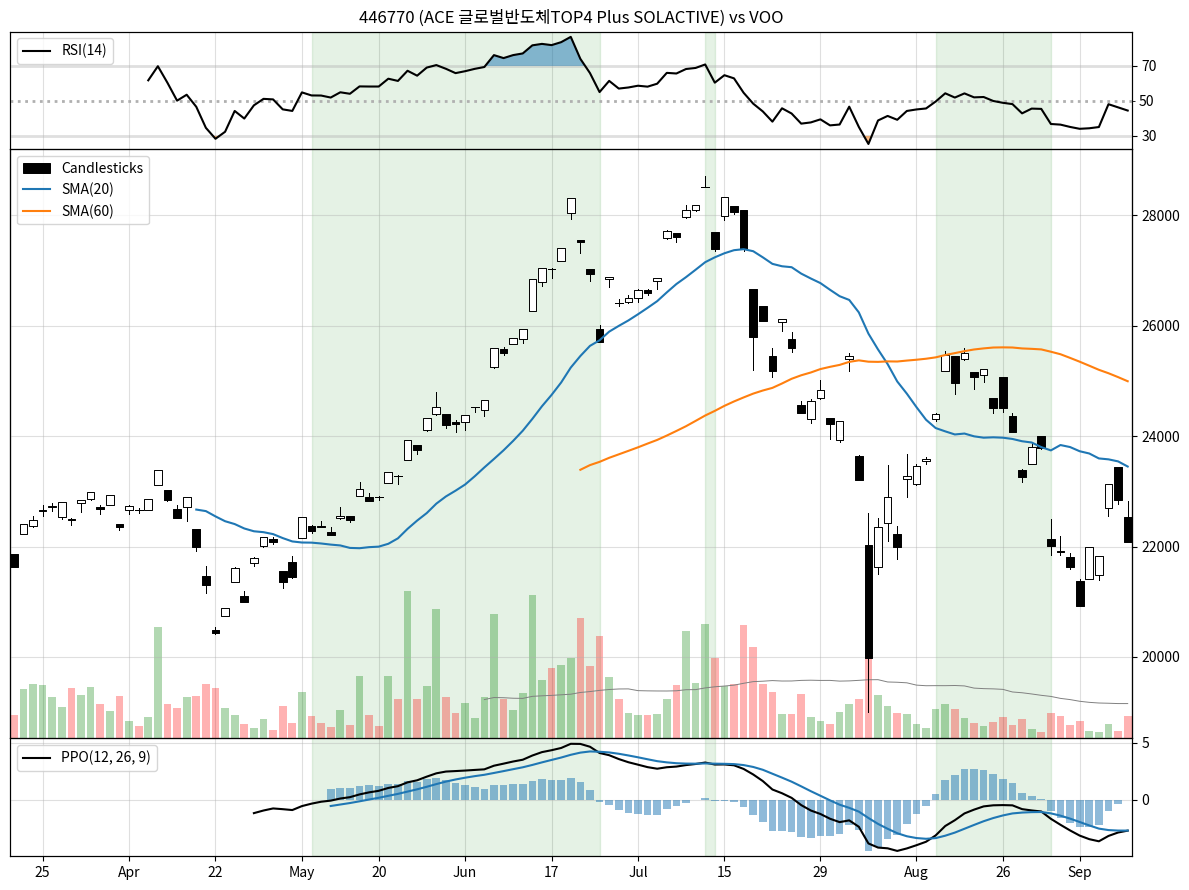 446770 (ACE 글로벌반도체TOP4 Plus SOLACTIVE) vs VOO
RSI(14)
70
50
30
Candlesticks
SMA(20)
SMA(60)
28000
26000
24000
22000
20000
PPO(12, 26, 9)
5
0
25 Apr 22 May 20 Jun 17 Jul 15 29 Aug 26 Sep